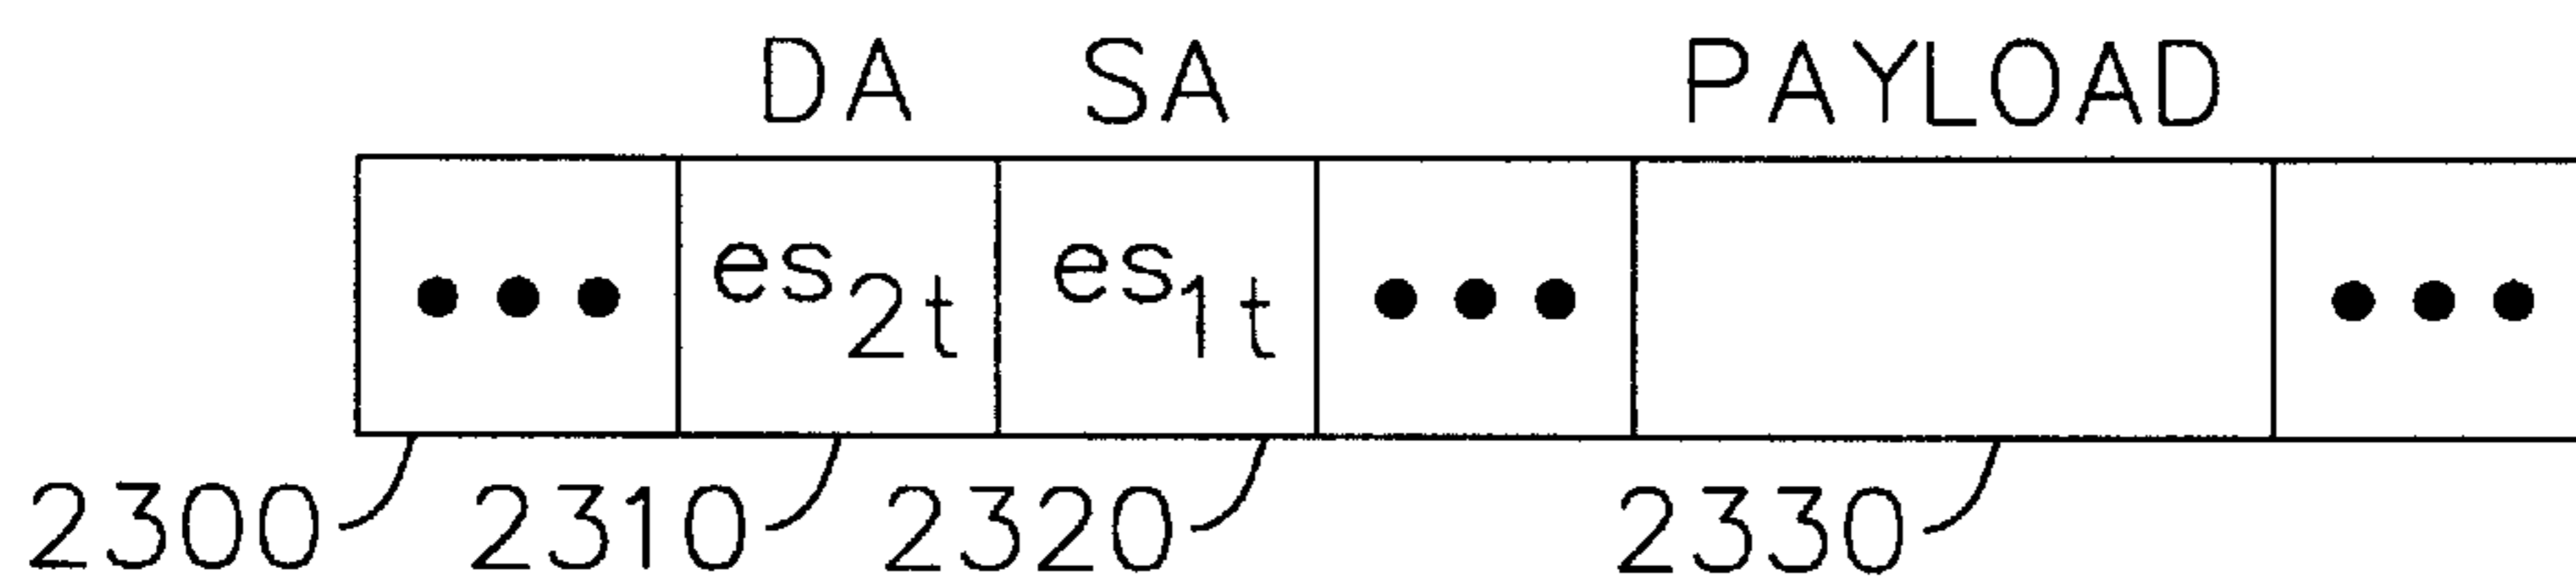 DA SA PAYLOAD
••• es₂ₜ es₁ₜ ••• •••
2300 2310 2320 2330